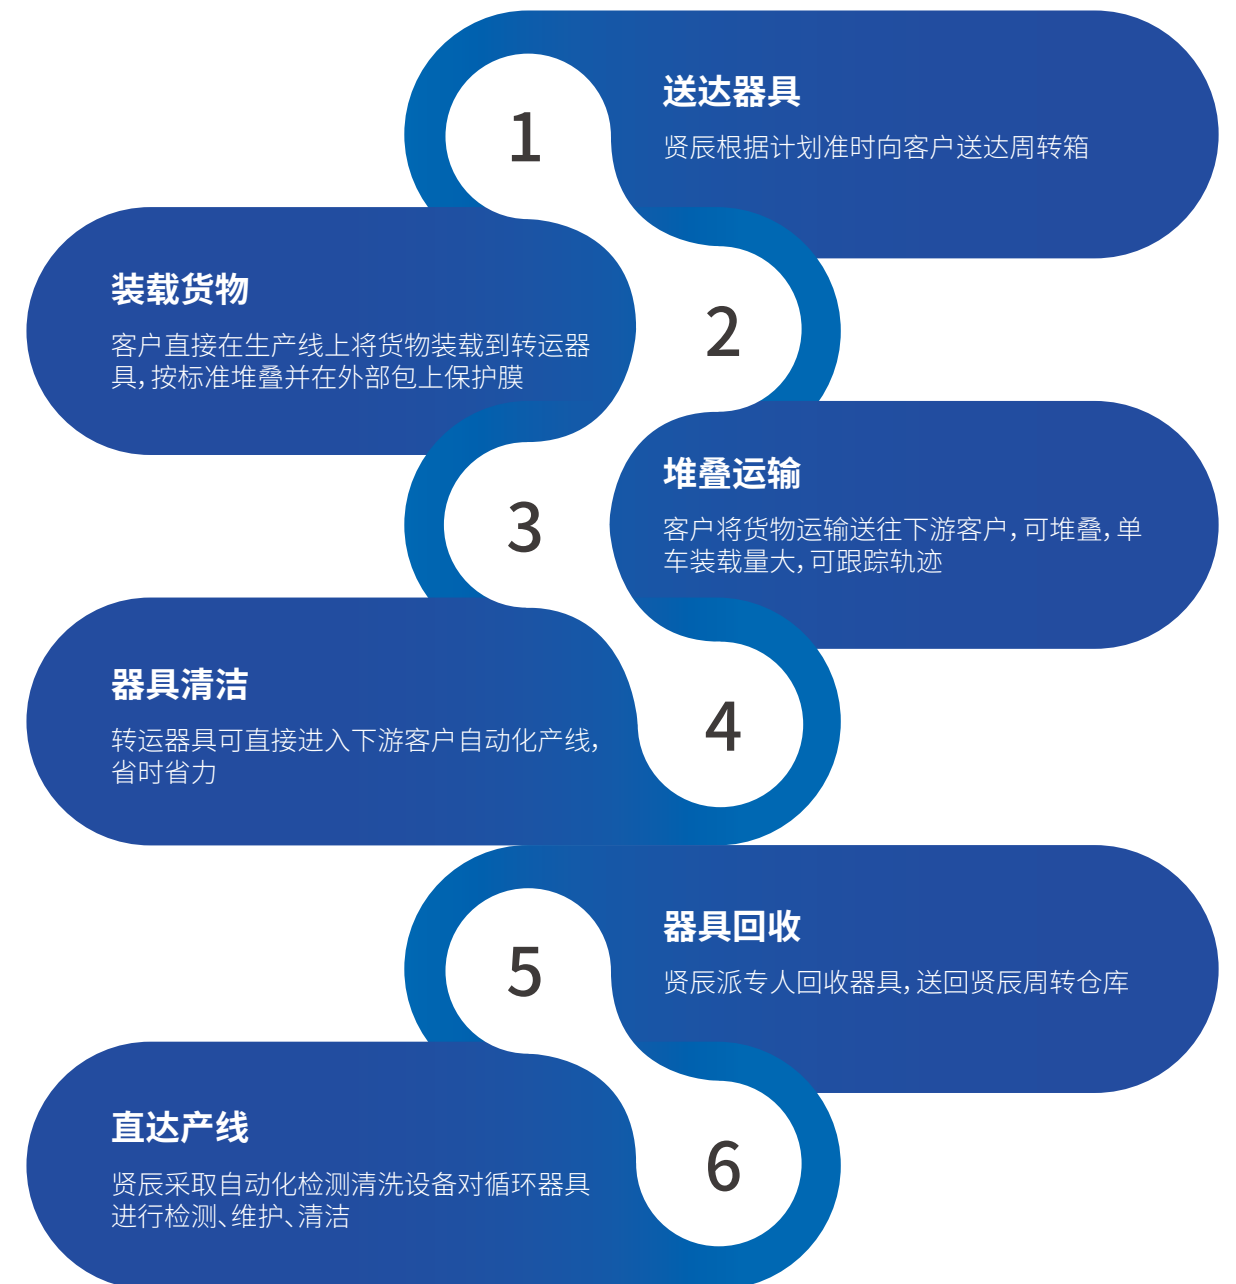 1
送达器具
贤辰根据计划准时向客户送达周转箱
装载货物
客户直接在生产线上将货物装载到转运器
具，按标准堆叠并在外部包上保护膜
2
3
堆叠运输
客户将货物运输送往下游客户，可堆叠，单
车装载量大，可跟踪轨迹
器具清洁
转运器具可直接进入下游客户自动化产线，
省时省力
4
5
器具回收
贤辰派专人回收器具，送回贤辰周转仓库
直达产线
贤辰采取自动化检测清洗设备对循环器具
进行检测、维护、清洁
6